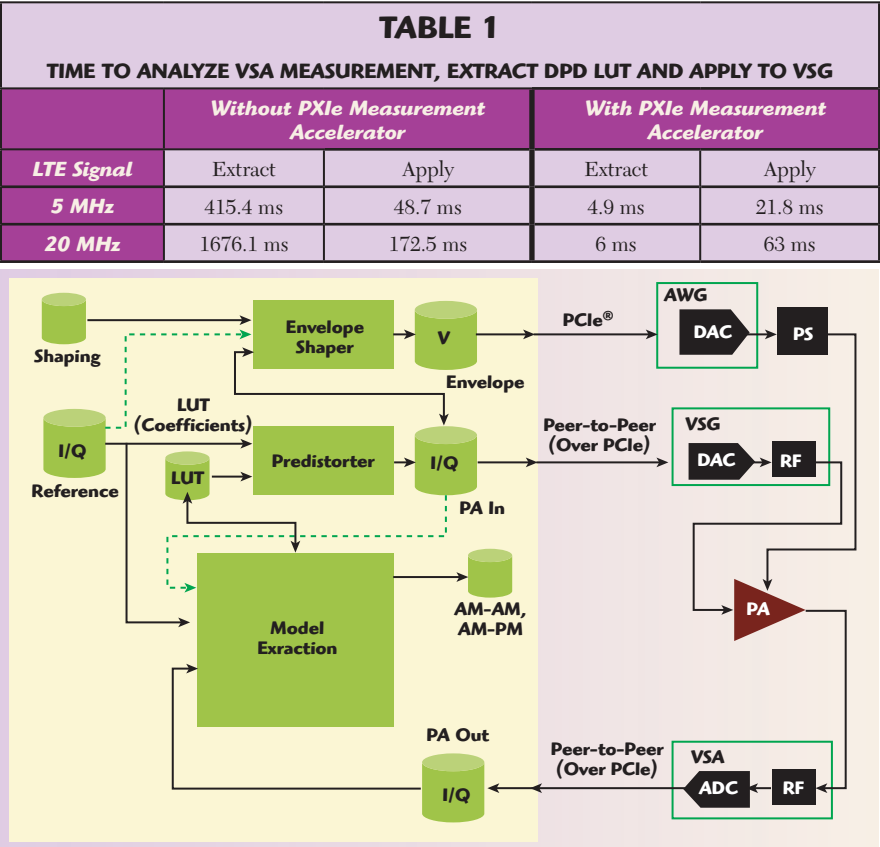 TABLE 1
TIME TO ANALYZE VSA MEASUREMENT, EXTRACT DPD LUT AND APPLY TO VSG
Without PXIe Measurement
Accelerator
With PXIe Measurement
Accelerator
LTE Signal Extract Apply Extract Apply
5 MHz 415.4 ms 48.7 ms 4.9 ms 21.8 ms
20 MHz 1676.1 ms 172.5 ms 6 ms 63 ms
Shaping
Envelope
Shaper
V
Envelope
PCIe®
AWG
DAC
PS
I/Q
Reference
LUT
(Coefficients)
LUT
Predistorter
I/Q
PA In
Peer-to-Peer
(Over PCIe)
VSG
DAC
RF
Model
Exraction
AM–AM,
AM–PM
PA
PA Out
I/Q
Peer-to-Peer
(Over PCIe)
VSA
ADC
RF